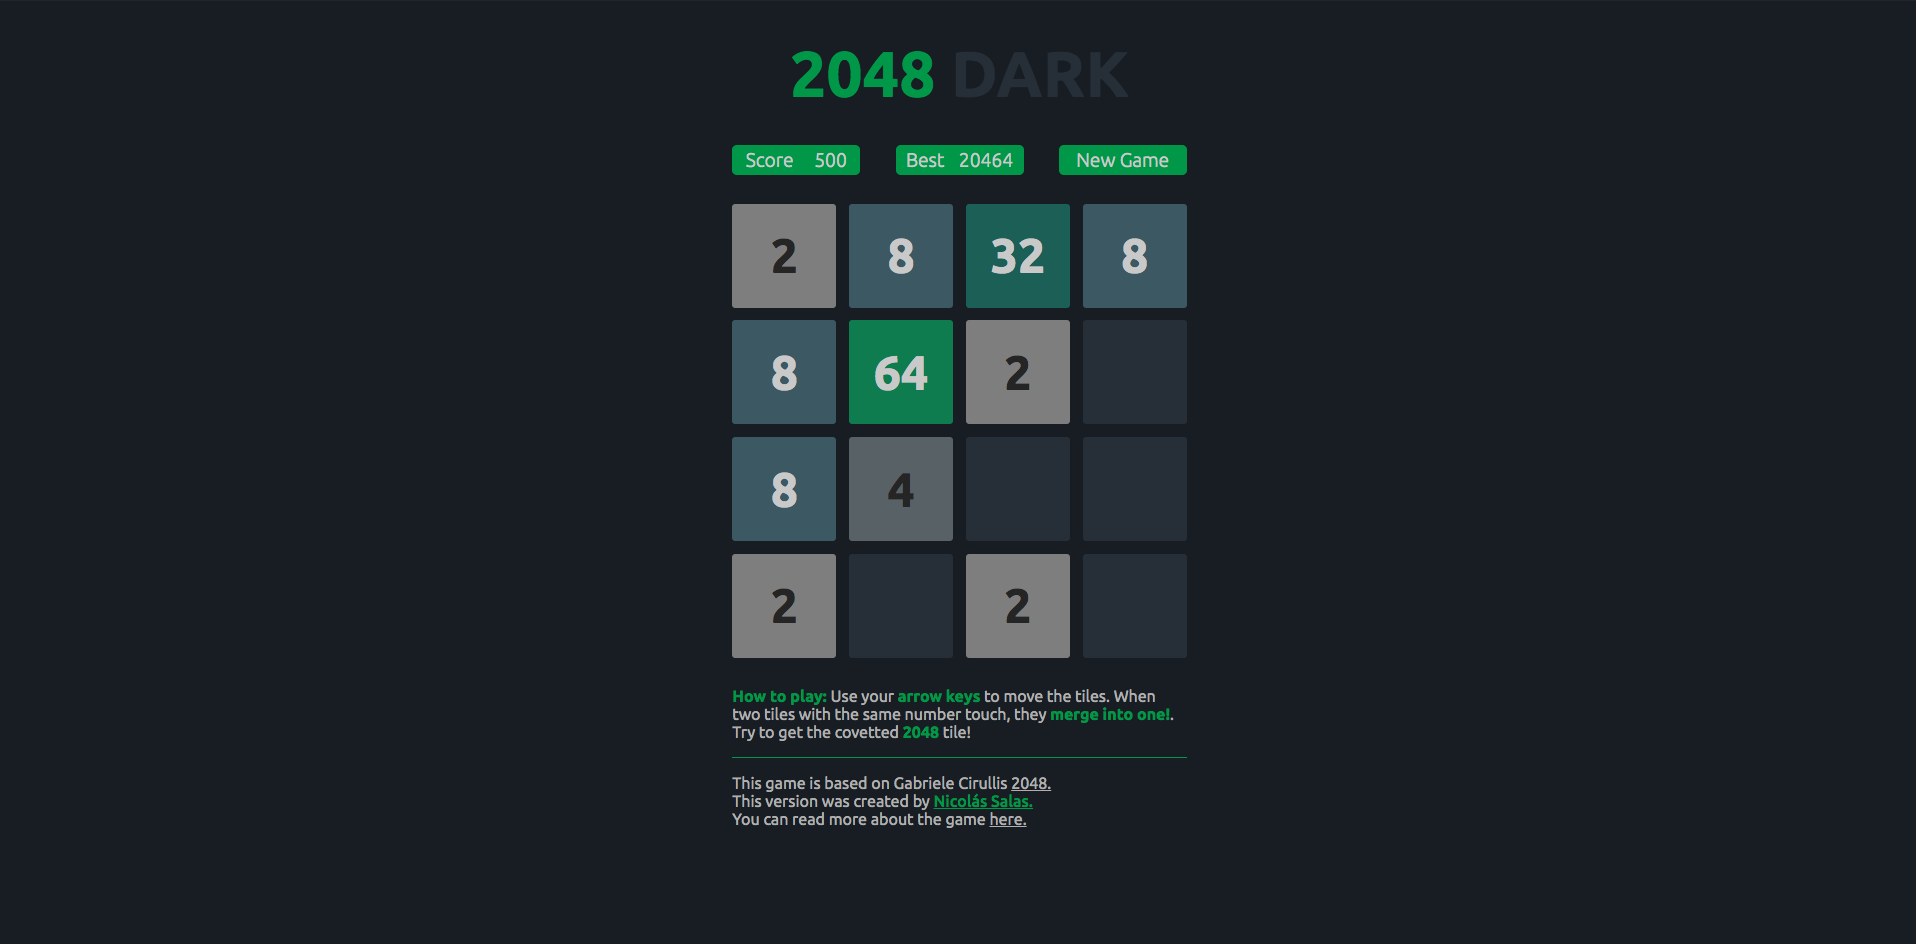 2048 DARK
Score 500 Best 20464 New Game
2 8 32 8
8 64 2
8 4
2 2
How to play: Use your arrow keys to move the tiles. When
two tiles with the same number touch, they merge into one!.
Try to get the covetted 2048 tile!
This game is based on Gabriele Cirullis 2048.
This version was created by Nicolás Salas.
You can read more about the game here.